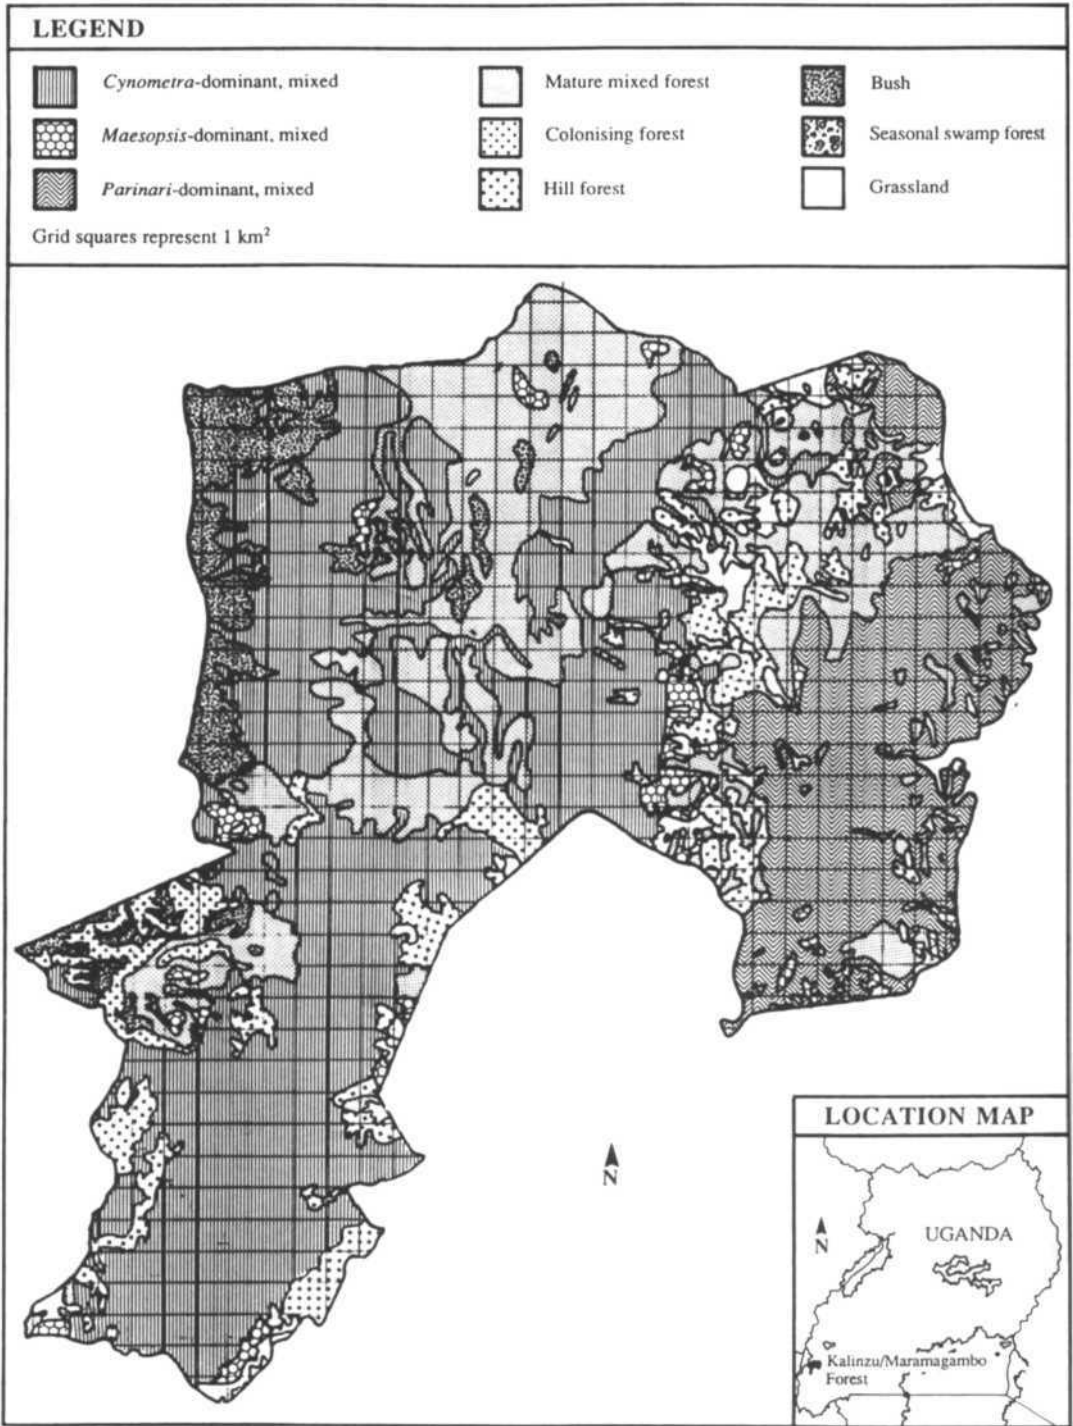 LEGEND
Cynometra-dominant, mixed
Maesopsis-dominant, mixed
Parinari-dominant, mixed
Mature mixed forest
Colonising forest
Hill forest
Bush
Seasonal swamp forest
Grassland
Grid squares represent 1 km²
N
LOCATION MAP
N
UGANDA
Kalinzu/Maramagambo
Forest